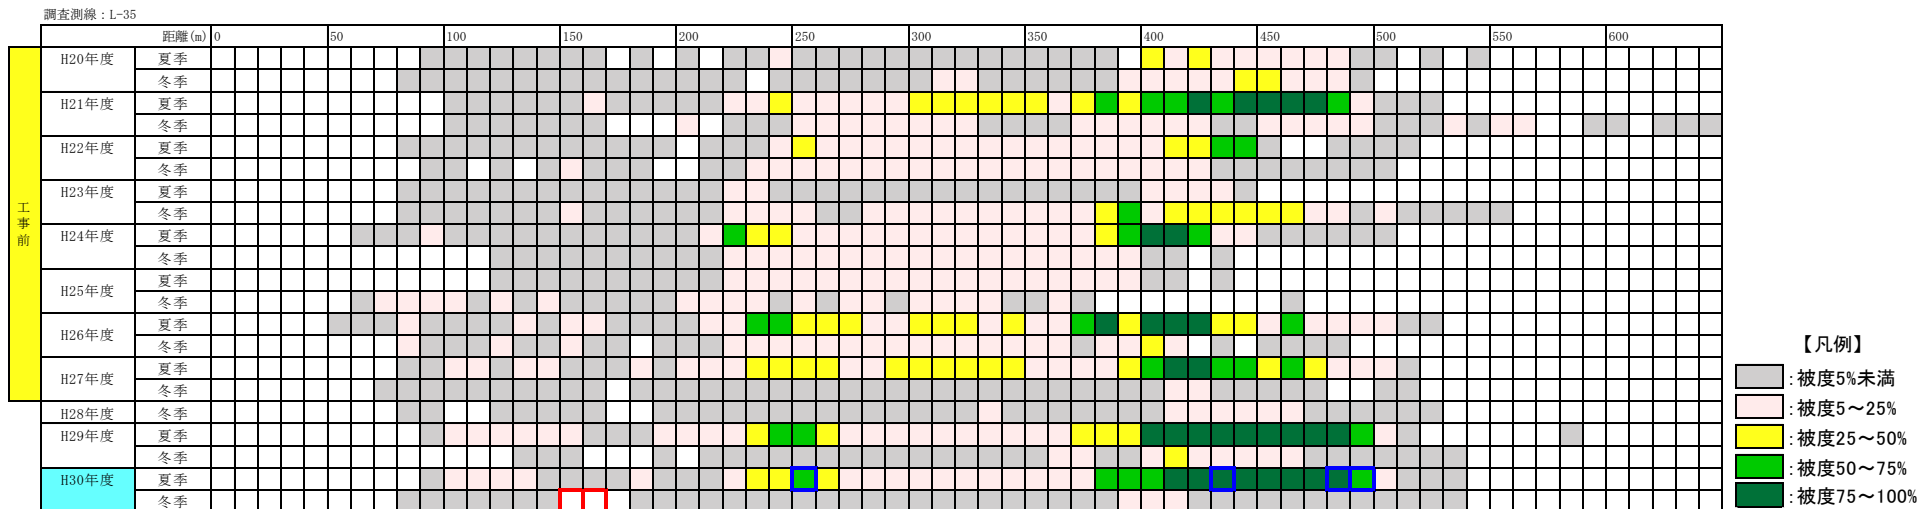 調査測線：L-35
距離(m) 0 50 100 150 200 250 300 350 400 450 500 550 600
工事前
H20年度 夏季
冬季
H21年度 夏季
冬季
H22年度 夏季
冬季
H23年度 夏季
冬季
H24年度 夏季
冬季
H25年度 夏季
冬季
H26年度 夏季
冬季
H27年度 夏季
冬季
H28年度 冬季
H29年度 夏季
冬季
H30年度 夏季
冬季
【凡例】
：被度5%未満
：被度5～25%
：被度25～50%
：被度50～75%
：被度75～100%